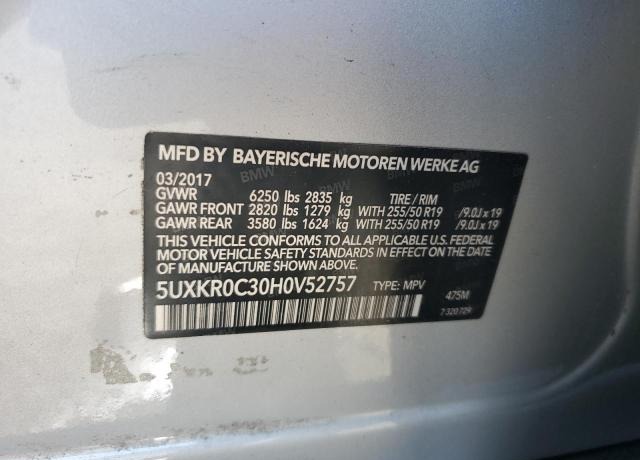 MFD BY BAYERISCHE MOTOREN WERKE AG
03/2017
GVWR 6250 lbs 2835 kg TIRE / RIM
GAWR FRONT 2820 lbs 1279 kg WITH 255/50 R19 /9.0J x 19
GAWR REAR 3580 lbs 1624 kg WITH 255/50 R19 /9.0J x 19
THIS VEHICLE CONFORMS TO ALL APPLICABLE U.S. FEDERAL
MOTOR VEHICLE SAFETY STANDARDS IN EFFECT ON THE
DATE OF MANUFACTURE SHOWN ABOVE.
5UXKR0C30H0V52757 TYPE: MPV 475M
7320729